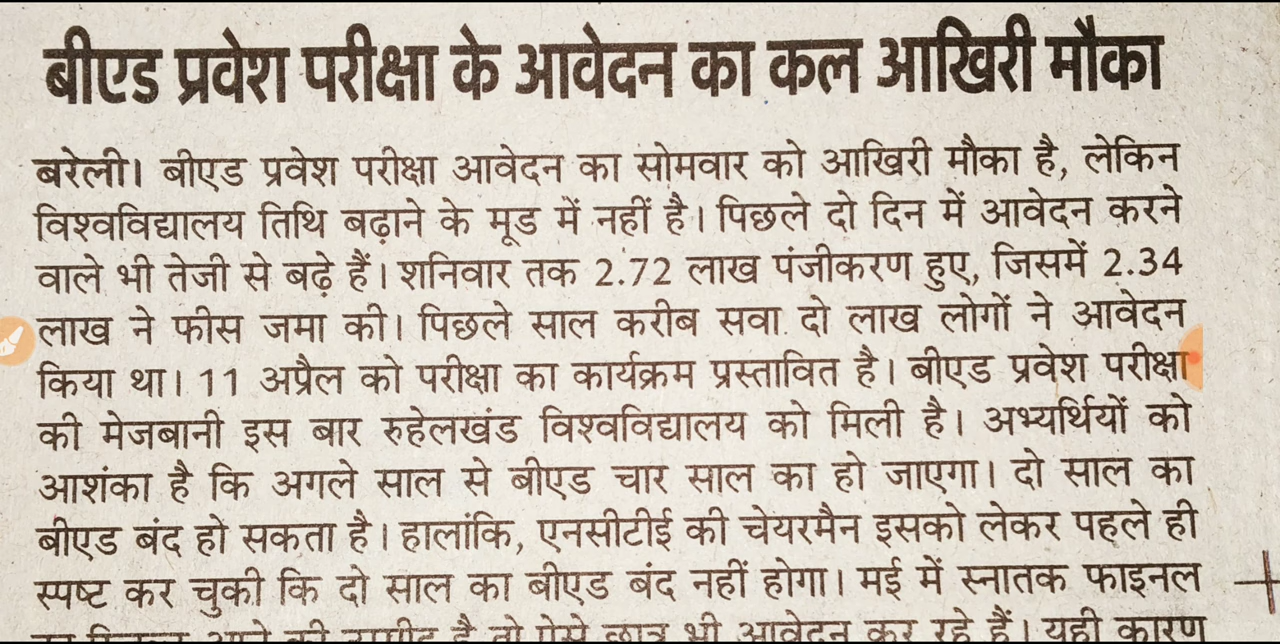 बीएड प्रवेश परीक्षा के आवेदन का कल आखिरी मौका
बरेली। बीएड प्रवेश परीक्षा आवेदन का सोमवार को आखिरी मौका है, लेकिन
विश्वविद्यालय तिथि बढ़ाने के मूड में नहीं है। पिछले दो दिन में आवेदन करने
वाले भी तेजी से बढ़े हैं। शनिवार तक 2.72 लाख पंजीकरण हुए, जिसमें 2.34
लाख ने फीस जमा की। पिछले साल करीब सवा दो लाख लोगों ने आवेदन
किया था। 11 अप्रैल को परीक्षा का कार्यक्रम प्रस्तावित है। बीएड प्रवेश परीक्षा
की मेजबानी इस बार रुहेलखंड विश्वविद्यालय को मिली है। अभ्यर्थियों को
आशंका है कि अगले साल से बीएड चार साल का हो जाएगा। दो साल का
बीएड बंद हो सकता है। हालांकि, एनसीटीई की चेयरमैन इसको लेकर पहले ही
स्पष्ट कर चुकी कि दो साल का बीएड बंद नहीं होगा। मई में स्नातक फाइनल
आने की उम्मीद है तो ऐसे छात्र भी आवेदन कर रहे हैं। यही कारण